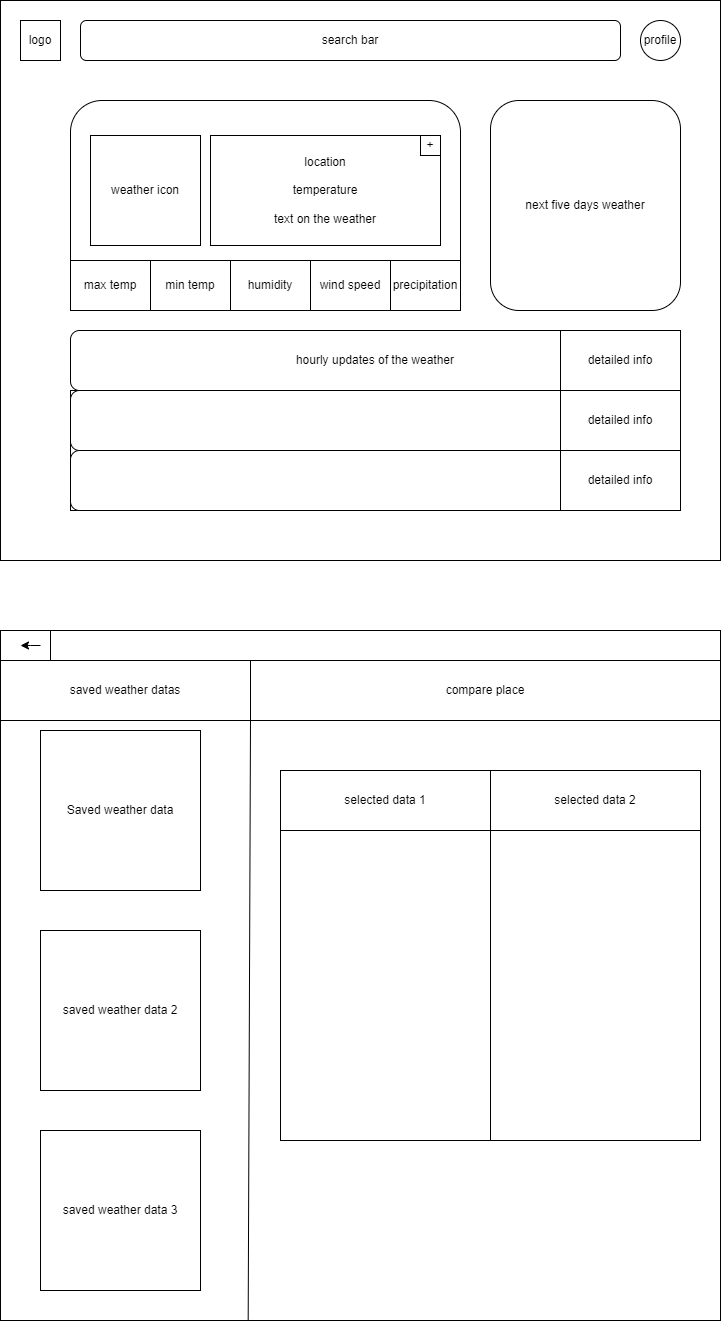 logo
search bar
profile
+
location
weather icon
temperature
text on the weather
next five days weather
max temp
min temp
humidity
wind speed
precipitation
hourly updates of the weather
detailed info
detailed info
detailed info
saved weather datas
compare place
Saved weather data
selected data 1
selected data 2
saved weather data 2
saved weather data 3